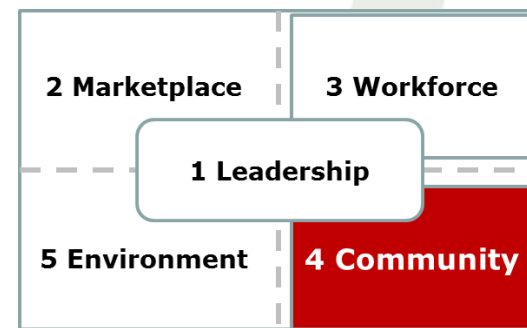 2 Marketplace
3 Workforce
1 Leadership
5 Environment
4 Community